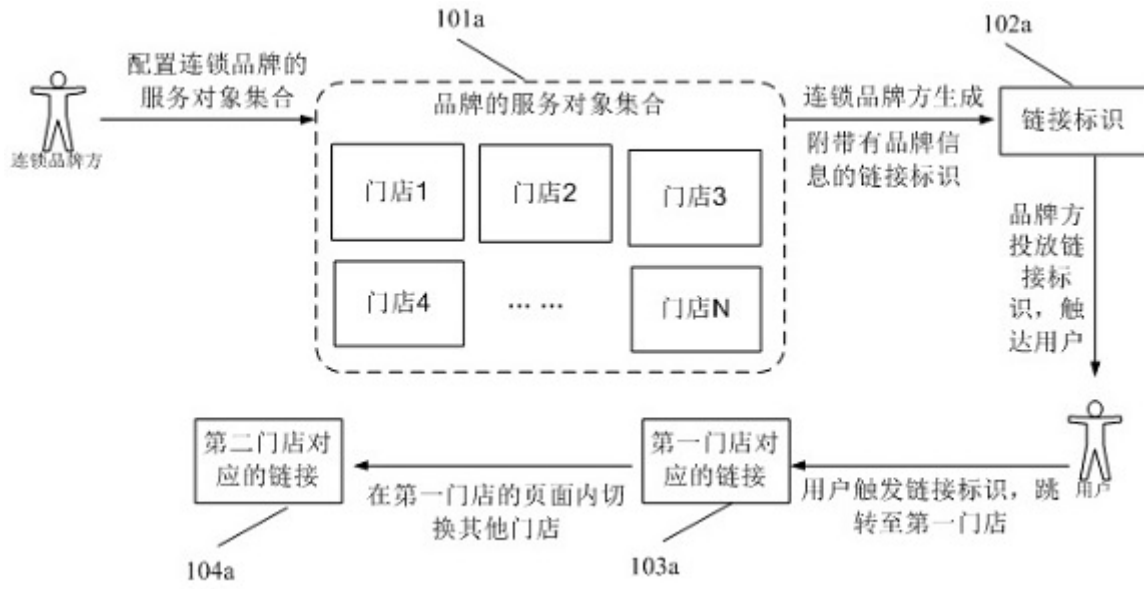 101a
102a
配置连锁品牌的
服务对象集合
连锁品牌方
品牌的服务对象集合
门店1
门店2
门店3
门店4
... ...
门店N
连锁品牌方生成
附带有品牌信
息的链接标识
链接标识
品牌方
投放链
接标
识，触
达用户
用户
用户触发链接标识，跳
转至第一门店
第一门店对
应的链接
103a
在第一门店的页面内切
换其他门店
第二门店对
应的链接
104a